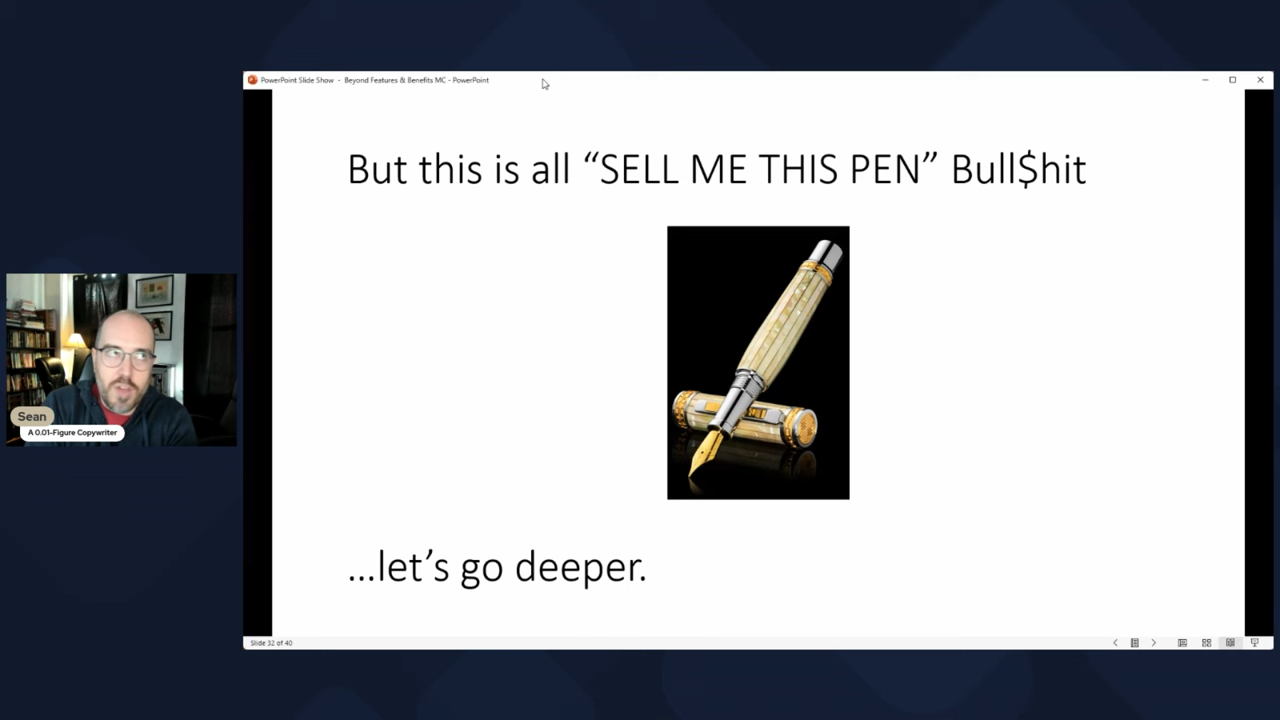 PowerPoint Slide Show - Beyond Features & Benefits MC - PowerPoint
But this is all “SELL ME THIS PEN” Bull$hit
Sean
A 0.01-Figure Copywriter
...let’s go deeper.
Slide 32 of 40